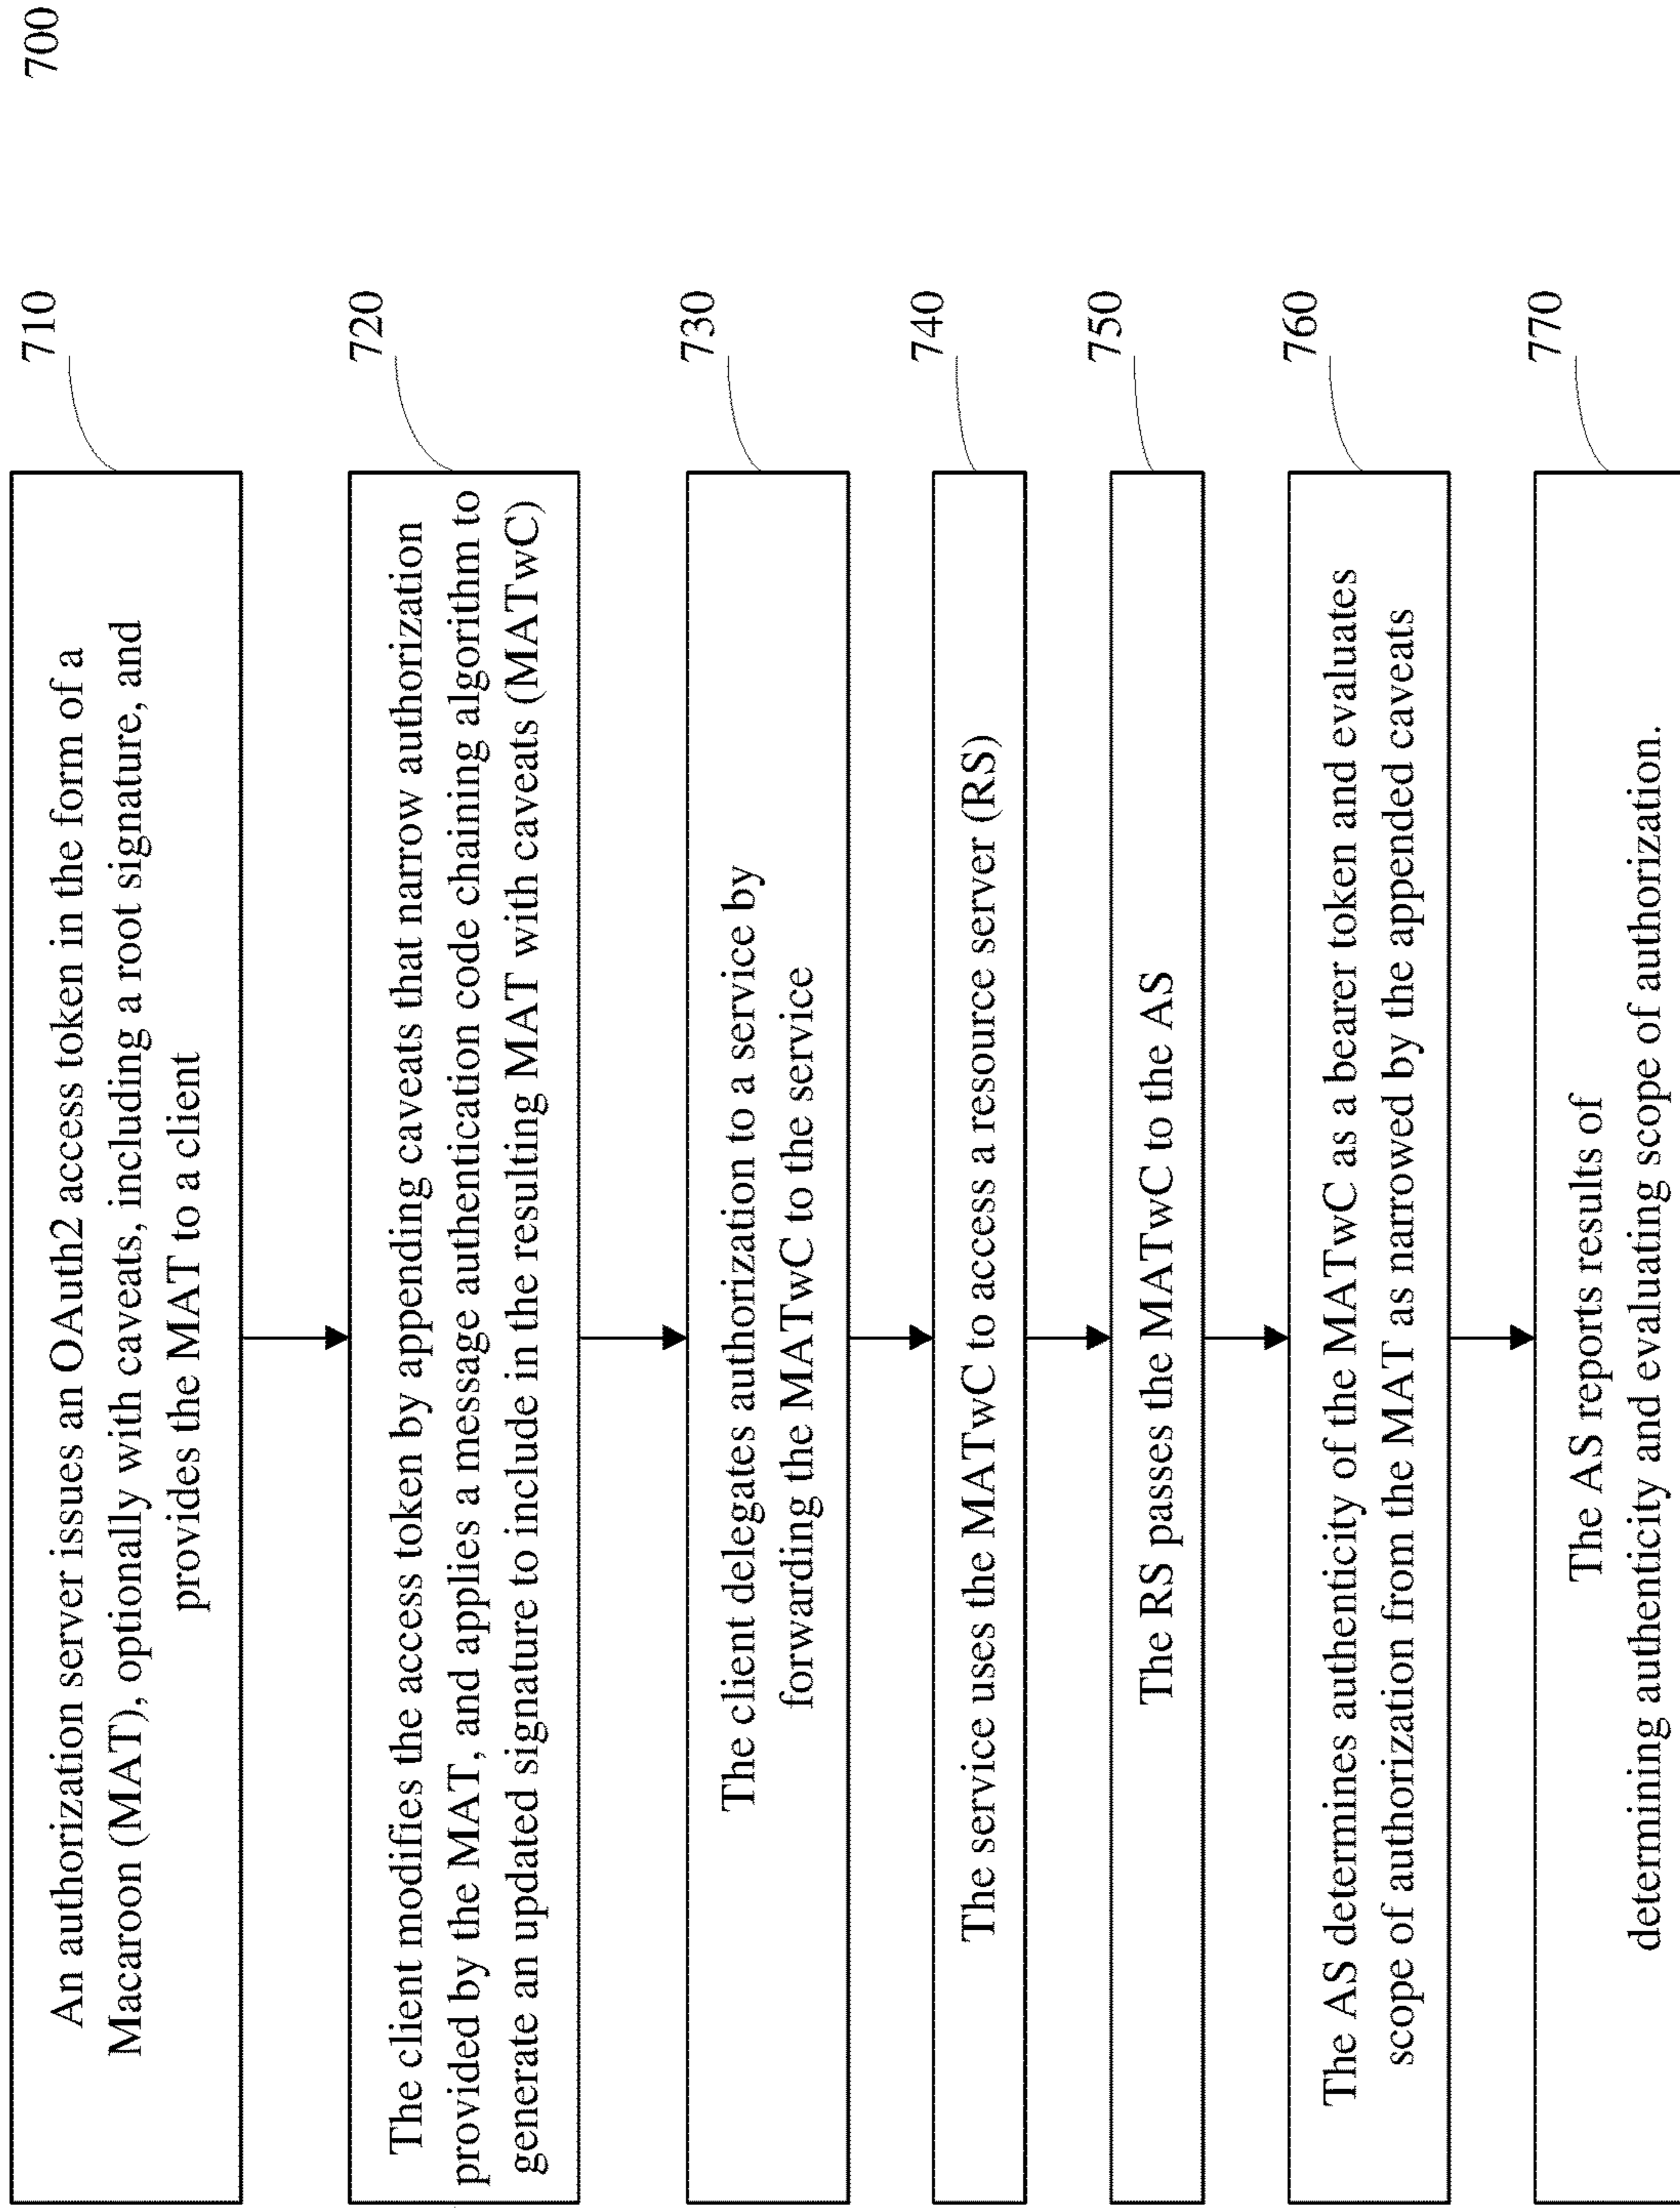 700
710
An authorization server issues an OAuth2 access token in the form of a
Macaroon (MAT), optionally with caveats, including a root signature, and
provides the MAT to a client
720
The client modifies the access token by appending caveats that narrow authorization
provided by the MAT, and applies a message authentication code chaining algorithm to
generate an updated signature to include in the resulting MAT with caveats (MATwC)
730
The client delegates authorization to a service by
forwarding the MATwC to the service
740
The service uses the MATwC to access a resource server (RS)
750
The RS passes the MATwC to the AS
760
The AS determines authenticity of the MATwC as a bearer token and evaluates
scope of authorization from the MAT as narrowed by the appended caveats
770
The AS reports results of
determining authenticity and evaluating scope of authorization.